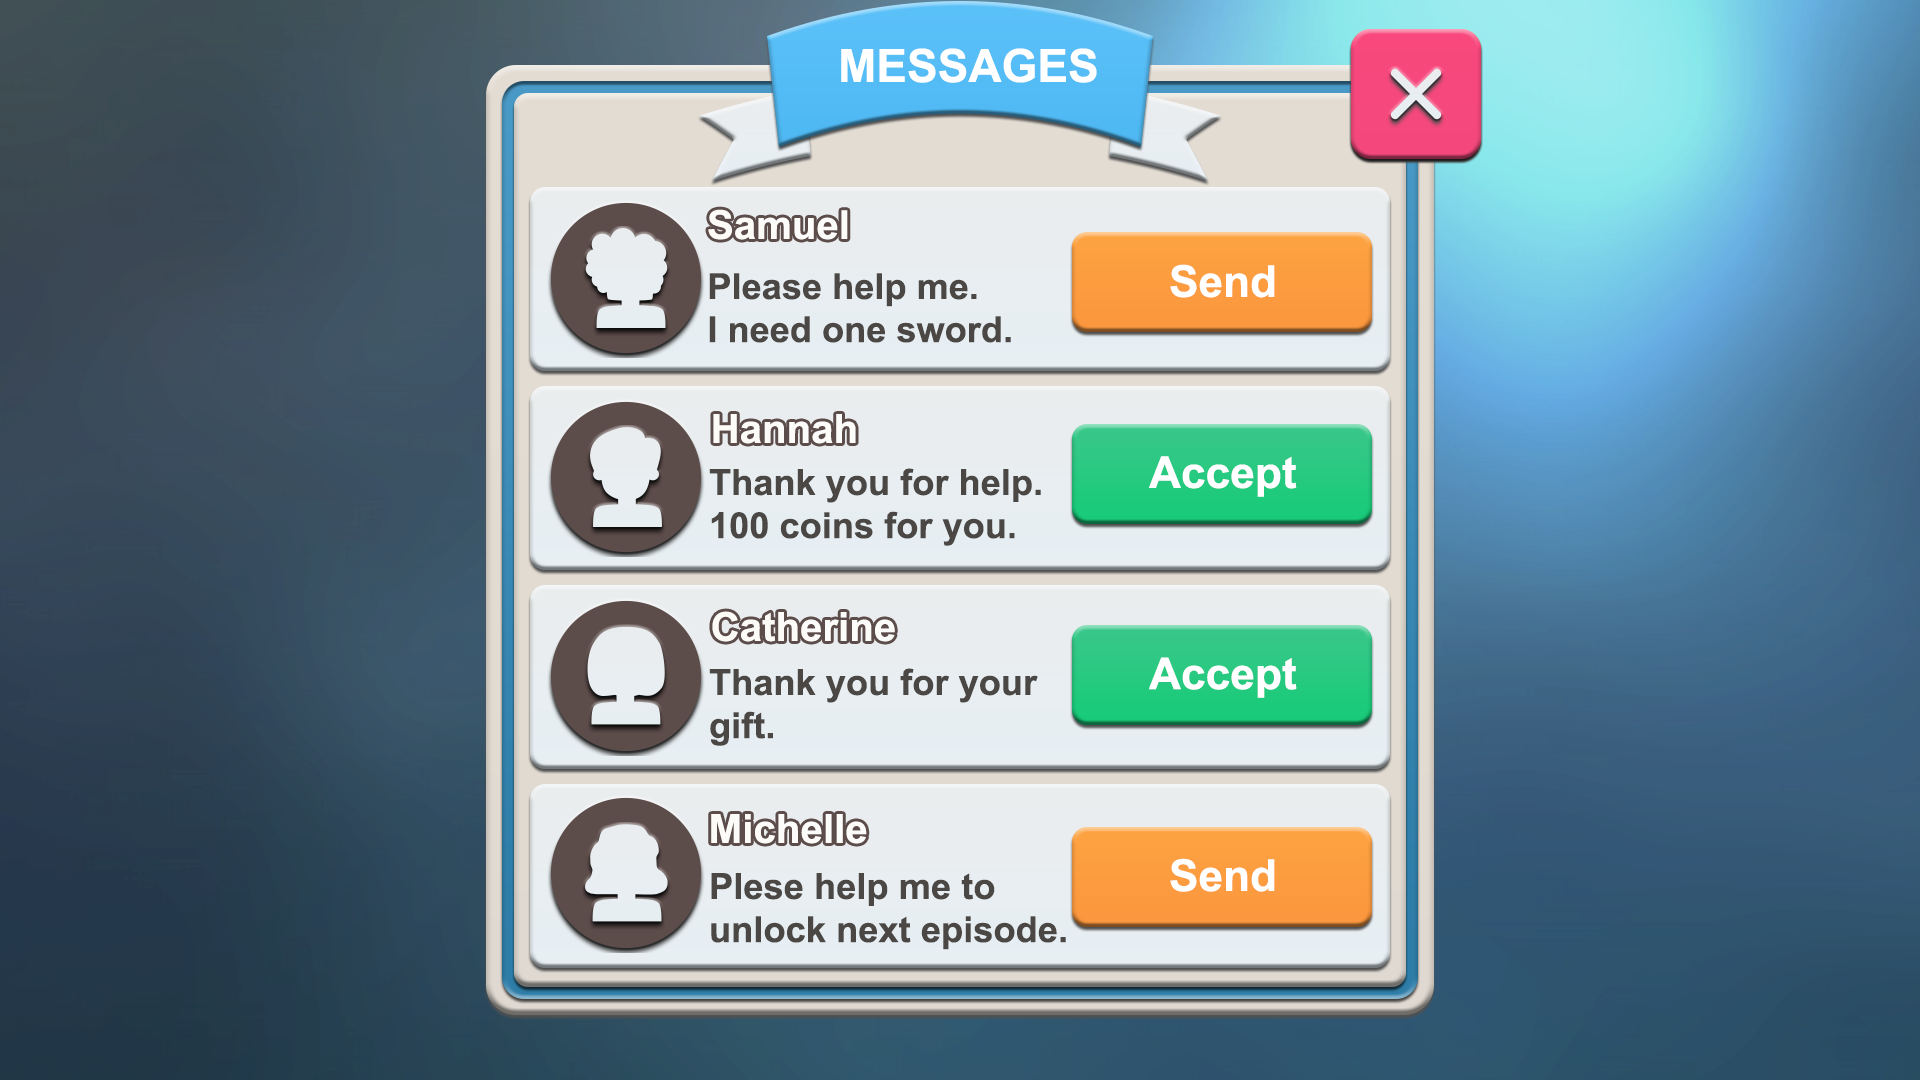 MESSAGES
Samuel
Please help me.
I need one sword.
Send
Hannah
Thank you for help.
100 coins for you.
Accept
Catherine
Thank you for your
gift.
Accept
Michelle
Plese help me to
unlock next episode.
Send